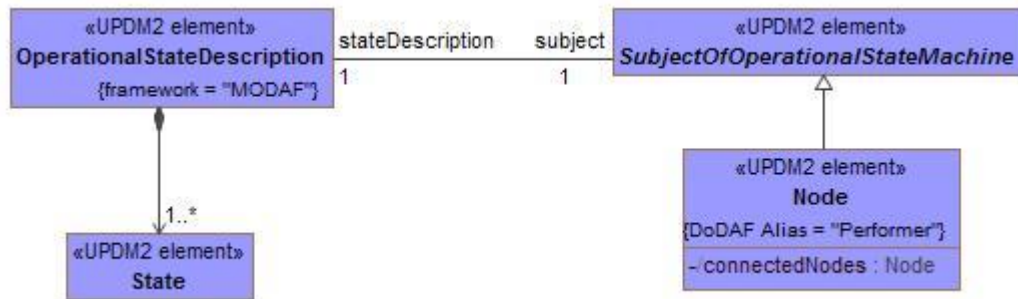 «UPDM2 element»
OperationalStateDescription
{framework = "MODAF"}
stateDescription
1
subject
1
«UPDM2 element»
SubjectOfOperationalStateMachine
1..*
«UPDM2 element»
State
«UPDM2 element»
Node
{DoDAF Alias = "Performer"}
-/connectedNodes : Node